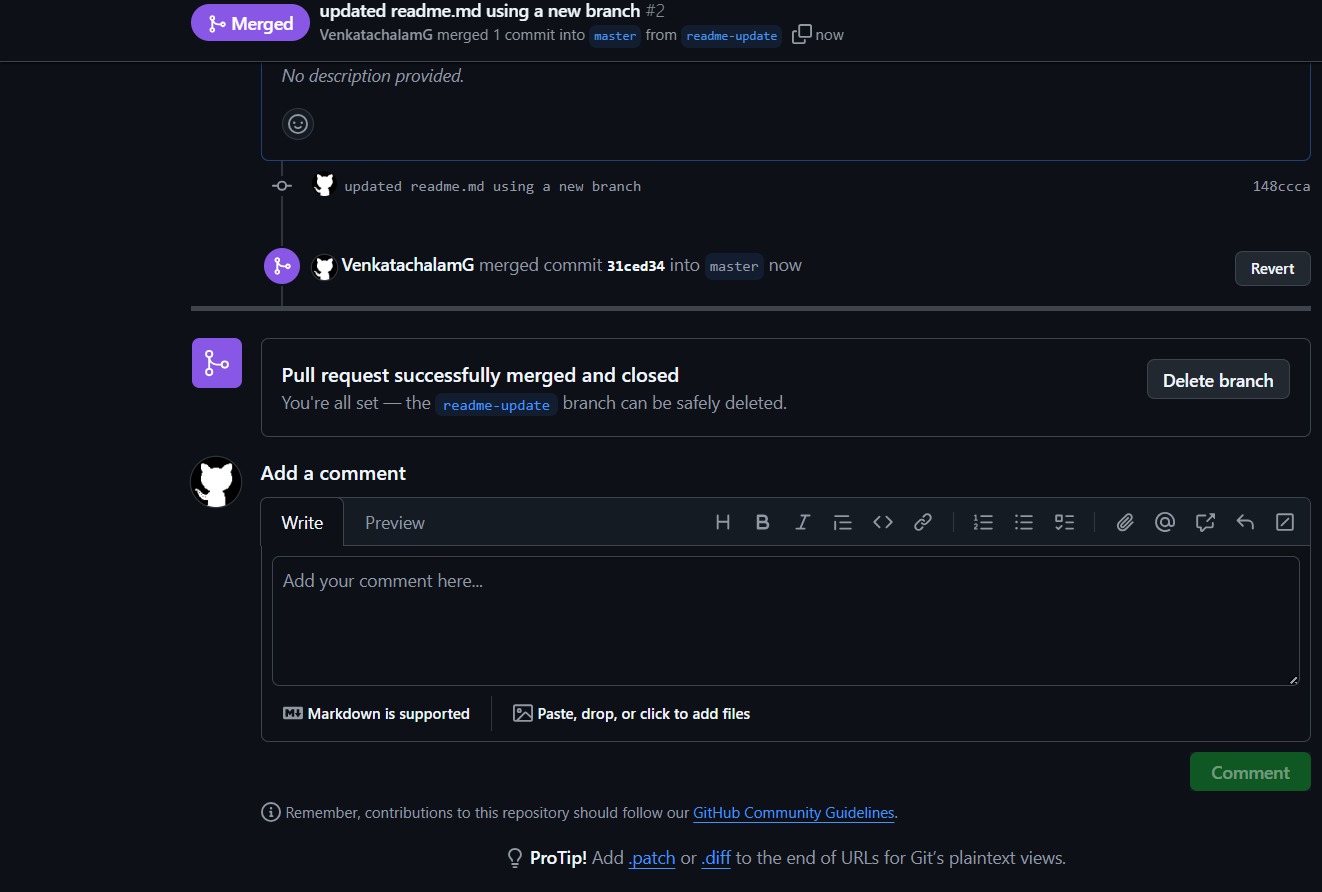 Merged
updated readme.md using a new branch #2
VenkatachalamG merged 1 commit into master from readme-update now
No description provided.
updated readme.md using a new branch 148ccca
VenkatachalamG merged commit 31ced34 into master now
Revert
Pull request successfully merged and closed
You're all set — the readme-update branch can be safely deleted.
Delete branch
Add a comment
Write Preview
Add your comment here...
Markdown is supported
Paste, drop, or click to add files
Comment
Remember, contributions to this repository should follow our GitHub Community Guidelines.
ProTip! Add .patch or .diff to the end of URLs for Git's plaintext views.